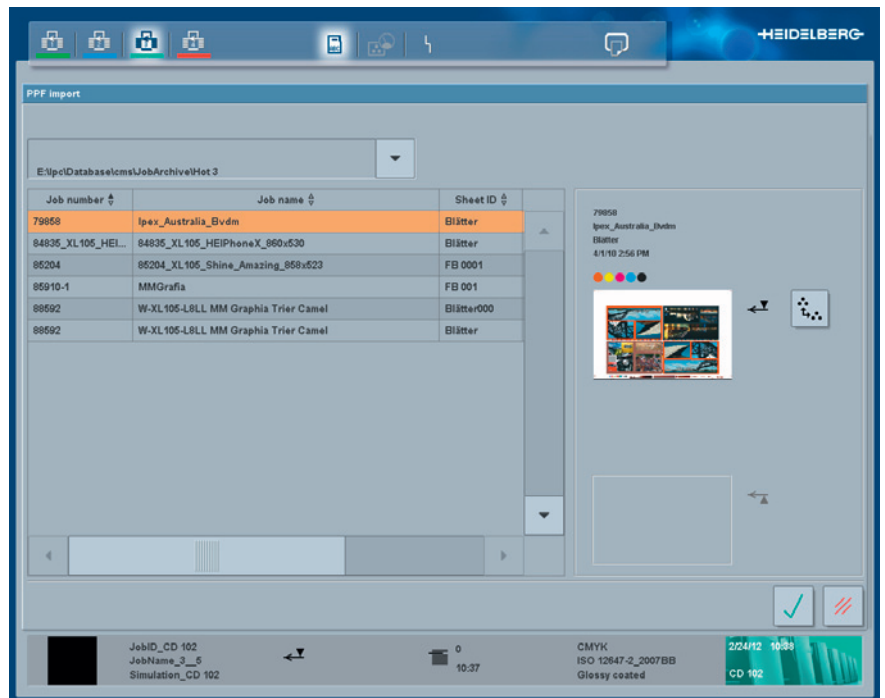 HEIDELBERG
PPF import
E:\Ipc\Database\cms\JobArchive\Hot 3
Job number Job name Sheet ID
79858 Ipex_Australia_Bvdm Blätter
84835_XL105_HEI... 84835_XL105_HEIPhoneX_860x530 Blätter
85204 85204_XL105_Shine_Amazing_858x523 FB 0001
85910-1 MMGrafia FB 001
88592 W-XL105-L8LL MM Graphia Trier Camel Blätter000
88592 W-XL105-L8LL MM Graphia Trier Camel Blätter
79858
Ipex_Australia_Bvdm
Blätter
4/1/10 2:56 PM
JobID_CD 102
JobName_3__5
Simulation_CD 102
0
10:37
CMYK
ISO 12647-2_2007BB
Glossy coated
2/24/12 10:38
CD 102